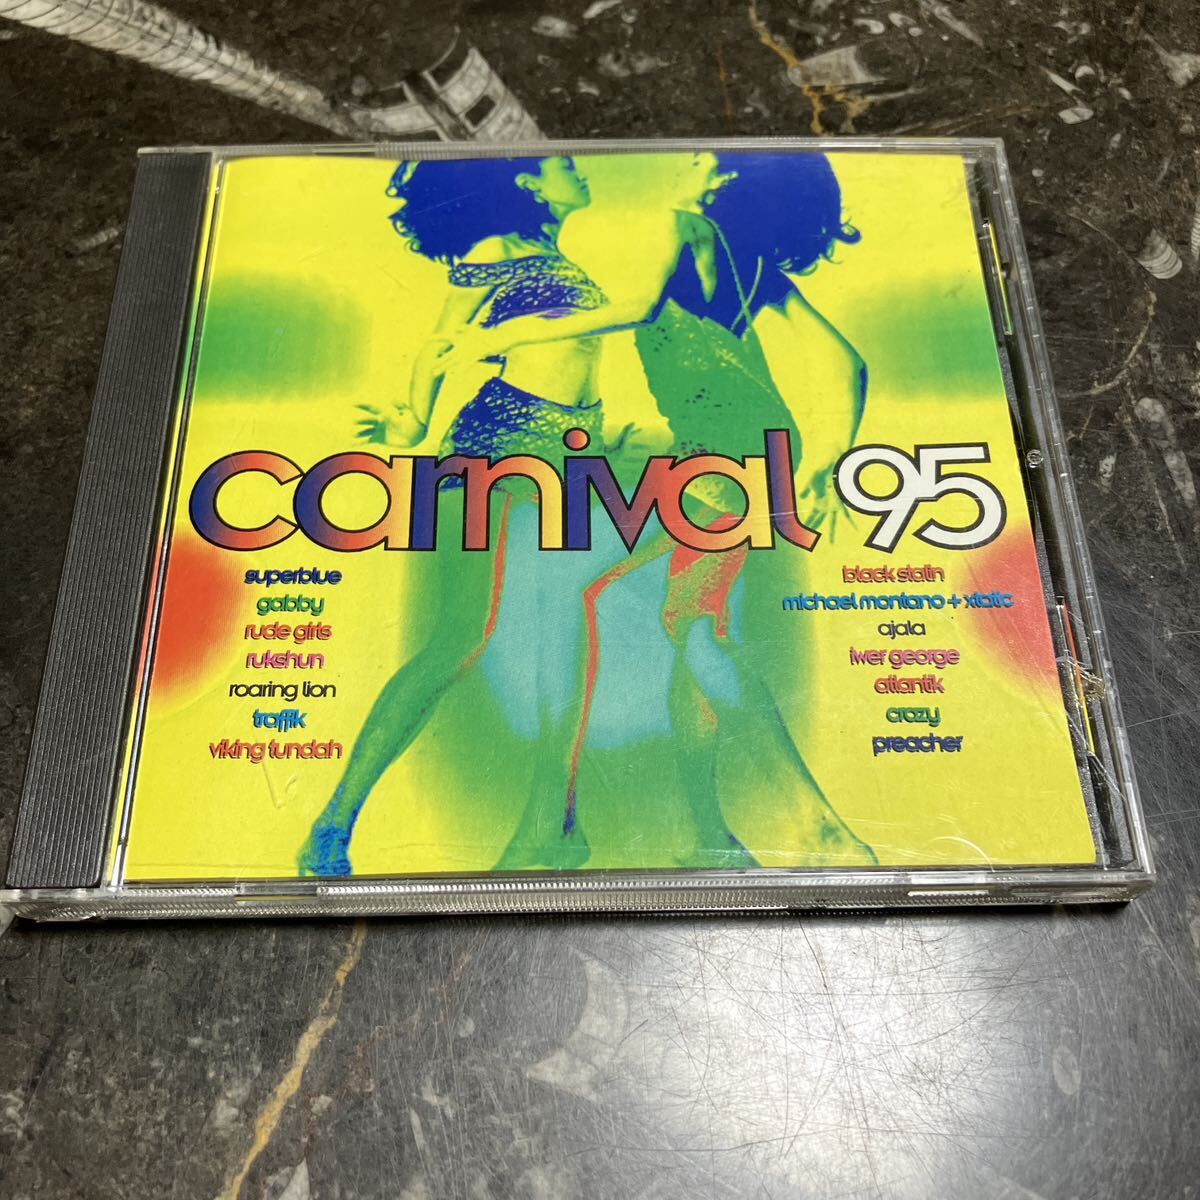 carnival 95
superblue
gabby
rude girls
rukshun
roaring lion
traffik
viking tundah
black stalin
michael montano + xtatic
ajala
iwer george
atlantik
crazy
preacher